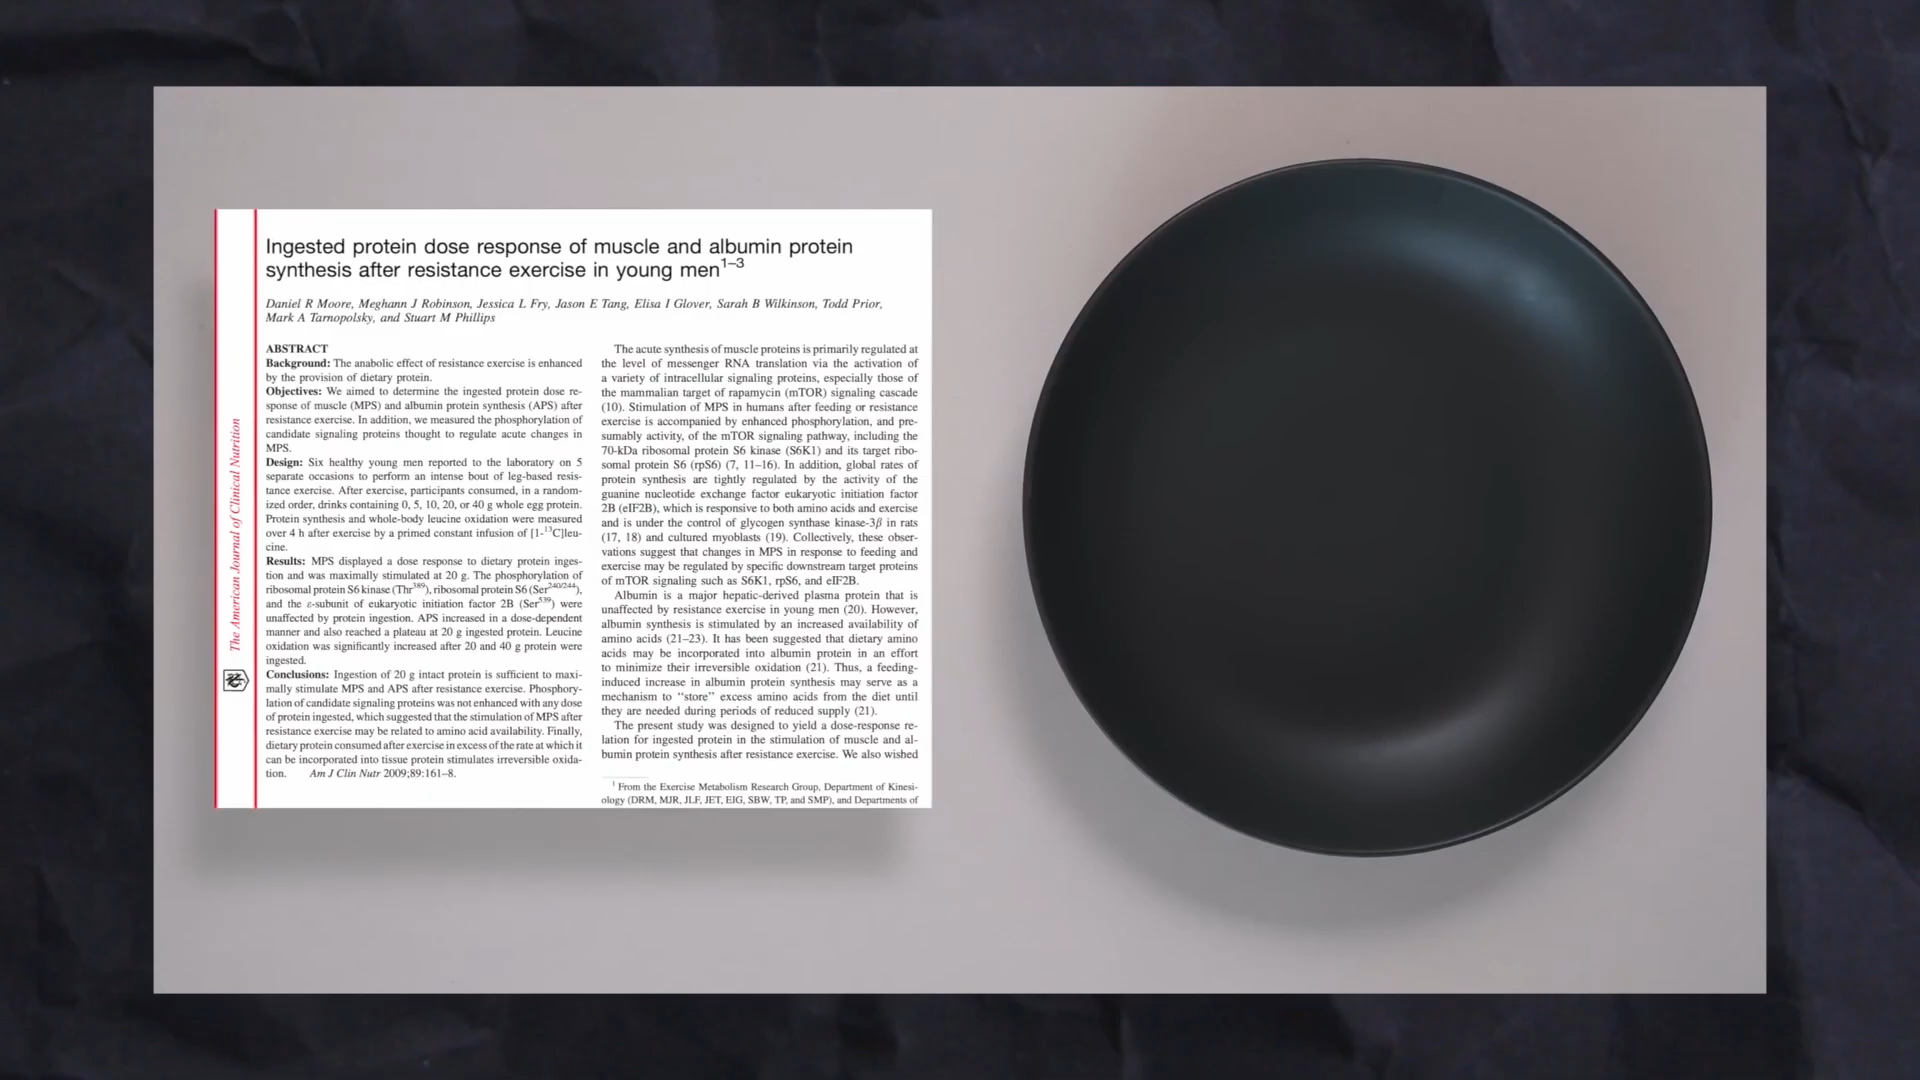 Ingested protein dose response of muscle and albumin protein
synthesis after resistance exercise in young men1–3
Daniel R Moore, Meghann J Robinson, Jessica L Fry, Jason E Tang, Elisa I Glover, Sarah B Wilkinson, Todd Prior,
Mark A Tarnopolsky, and Stuart M Phillips
The American Journal of Clinical Nutrition
ABSTRACT
Background: The anabolic effect of resistance exercise is enhanced
by the provision of dietary protein.
Objectives: We aimed to determine the ingested protein dose re-
sponse of muscle (MPS) and albumin protein synthesis (APS) after
resistance exercise. In addition, we measured the phosphorylation of
candidate signaling proteins thought to regulate acute changes in
MPS.
Design: Six healthy young men reported to the laboratory on 5
separate occasions to perform an intense bout of leg-based resis-
tance exercise. After exercise, participants consumed, in a random-
ized order, drinks containing 0, 5, 10, 20, or 40 g whole egg protein.
Protein synthesis and whole-body leucine oxidation were measured
over 4 h after exercise by a primed constant infusion of [1-13C]leu-
cine.
Results: MPS displayed a dose response to dietary protein inges-
tion and was maximally stimulated at 20 g. The phosphorylation of
ribosomal protein S6 kinase (Thr389), ribosomal protein S6 (Ser240/244),
and the ε-subunit of eukaryotic initiation factor 2B (Ser539) were
unaffected by protein ingestion. APS increased in a dose-dependent
manner and also reached a plateau at 20 g ingested protein. Leucine
oxidation was significantly increased after 20 and 40 g protein were
ingested.
Conclusions: Ingestion of 20 g intact protein is sufficient to maxi-
mally stimulate MPS and APS after resistance exercise. Phosphory-
lation of candidate signaling proteins was not enhanced with any dose
of protein ingested, which suggested that the stimulation of MPS after
resistance exercise may be related to amino acid availability. Finally,
dietary protein consumed after exercise in excess of the rate at which it
can be incorporated into tissue protein stimulates irreversible oxida-
tion. Am J Clin Nutr 2009;89:161–8.
The acute synthesis of muscle proteins is primarily regulated at
the level of messenger RNA translation via the activation of
a variety of intracellular signaling proteins, especially those of
the mammalian target of rapamycin (mTOR) signaling cascade
(10). Stimulation of MPS in humans after feeding or resistance
exercise is accompanied by enhanced phosphorylation, and pre-
sumably activity, of the mTOR signaling pathway, including the
70-kDa ribosomal protein S6 kinase (S6K1) and its target ribo-
somal protein S6 (rpS6) (7, 11–16). In addition, global rates of
protein synthesis are tightly regulated by the activity of the
guanine nucleotide exchange factor eukaryotic initiation factor
2B (eIF2B), which is responsive to both amino acids and exercise
and is under the control of glycogen synthase kinase-3β in rats
(17, 18) and cultured myoblasts (19). Collectively, these obser-
vations suggest that changes in MPS in response to feeding and
exercise may be regulated by specific downstream target proteins
of mTOR signaling such as S6K1, rpS6, and eIF2B.
Albumin is a major hepatic-derived plasma protein that is
unaffected by resistance exercise in young men (20). However,
albumin synthesis is stimulated by an increased availability of
amino acids (21–23). It has been suggested that dietary amino
acids may be incorporated into albumin protein in an effort
to minimize their irreversible oxidation (21). Thus, a feeding-
induced increase in albumin protein synthesis may serve as a
mechanism to “store” excess amino acids from the diet until
they are needed during periods of reduced supply (21).
The present study was designed to yield a dose-response re-
lation for ingested protein in the stimulation of muscle and al-
bumin protein synthesis after resistance exercise. We also wished
1 From the Exercise Metabolism Research Group, Department of Kinesi-
ology (DRM, MJR, JLF, JET, EIG, SBW, TP, and SMP), and Departments of